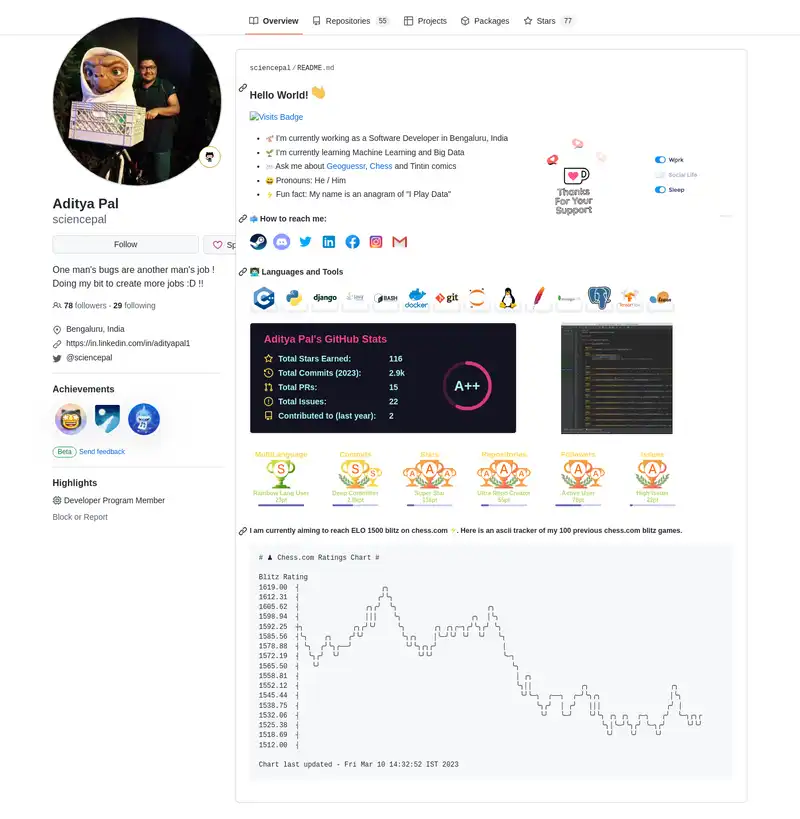 Overview
Repositories 55
Projects
Packages
Stars 77
Aditya Pal
sciencepal
Follow
Sp
One man's bugs are another man's job !
Doing my bit to create more jobs :D !!
78 followers · 29 following
Bengaluru, India
https://in.linkedin.com/in/adityapal1
@sciencepal
Achievements
Beta Send feedback
Highlights
Developer Program Member
Block or Report
sciencepal/README.md
Hello World! 👋
Visits Badge
I'm currently working as a Software Developer in Bengaluru, India
I'm currently learning Machine Learning and Big Data
Ask me about Geoguessr, Chess and Tintin comics
Pronouns: He / Him
Fun fact: My name is an anagram of "I Play Data"
Thanks
For Your
Support
Work
Social Life
Sleep
How to reach me:
Languages and Tools
django
BASH
docker
git
Aditya Pal's GitHub Stats
Total Stars Earned: 116
Total Commits (2023): 2.9k
Total PRs: 15
Total Issues: 22
Contributed to (last year): 2
A++
MultiLanguage
Commits
Stars
Repositories
Followers
Issues
S
S
A
A
A
A
Rainbow Lang User
Deep Committer
Super Star
Ultra Repo Creator
Active User
High Issuer
I am currently aiming to reach ELO 1500 blitz on chess.com. Here is an ascii tracker of my 100 previous chess.com blitz games.
# ♟ Chess.com Ratings Chart #
Blitz Rating
1619.00
1612.31
1605.62
1598.94
1592.25
1585.56
1578.88
1572.19
1565.50
1558.81
1552.12
1545.44
1538.75
1532.06
1525.38
1518.69
1512.00
Chart last updated - Fri Mar 10 14:32:52 IST 2023